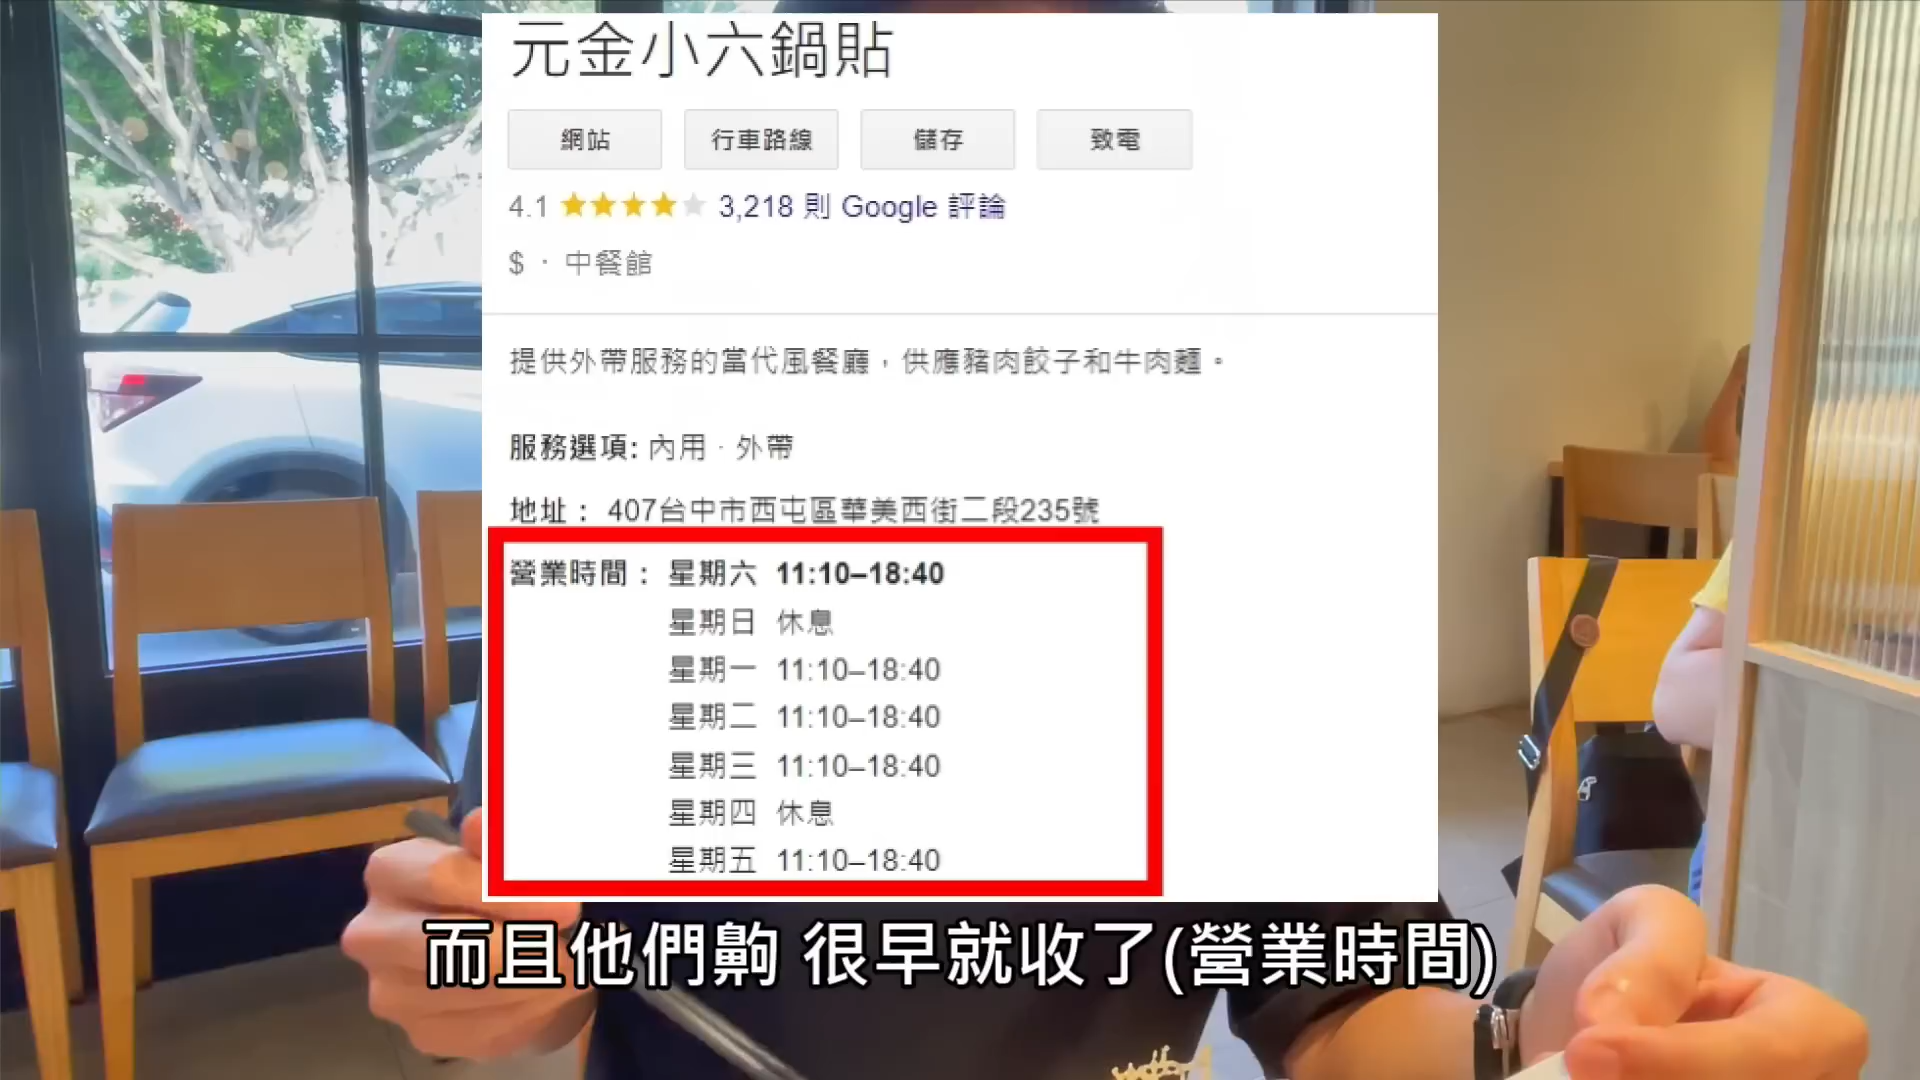 元金小六鍋貼
網站 行車路線 儲存 致電
4.1 3,218 則 Google 評論
$ · 中餐館
提供外帶服務的當代風餐廳，供應豬肉餃子和牛肉麵。
服務選項: 內用 · 外帶
地址： 407台中市西屯區華美西街二段235號
營業時間： 星期六 11:10–18:40
星期日 休息
星期一 11:10–18:40
星期二 11:10–18:40
星期三 11:10–18:40
星期四 休息
星期五 11:10–18:40
而且他們齁 很早就收了(營業時間)